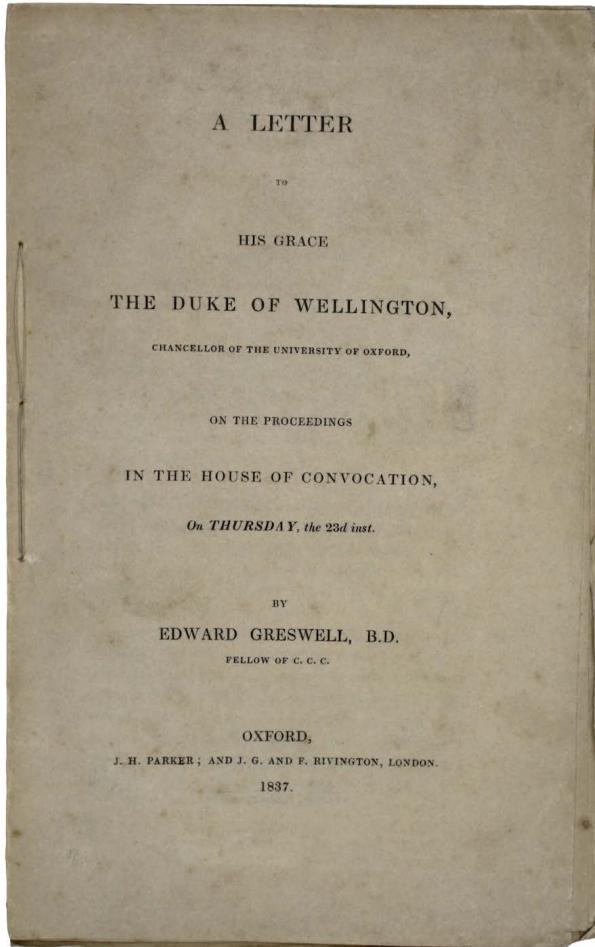 A LETTER
TO
HIS GRACE
THE DUKE OF WELLINGTON,
CHANCELLOR OF THE UNIVERSITY OF OXFORD,
ON THE PROCEEDINGS
IN THE HOUSE OF CONVOCATION,
On THURSDAY, the 23d inst.
BY
EDWARD GRESWELL, B.D.
FELLOW OF C. C. C.
OXFORD,
J. H. PARKER; AND J. G. AND F. RIVINGTON, LONDON.
1837.